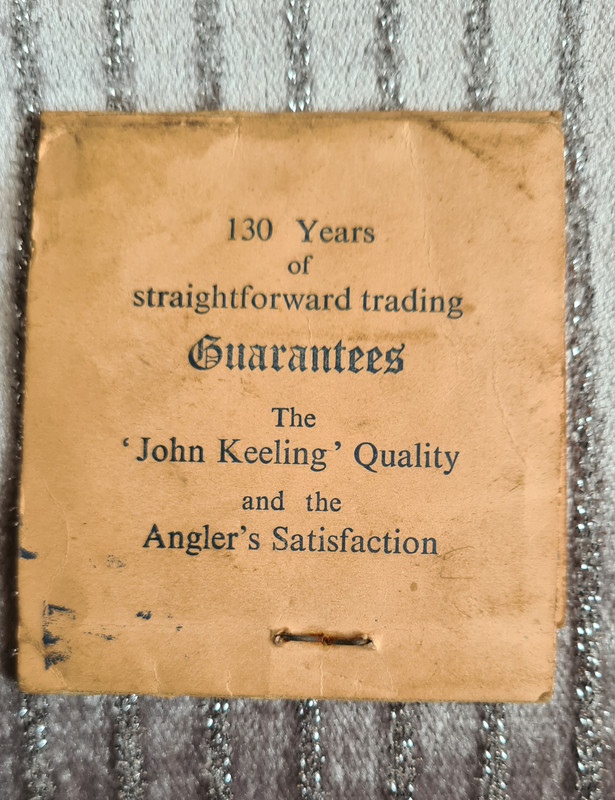 130 Years
of
straightforward trading
Guarantees
The
‘John Keeling’ Quality
and the
Angler’s Satisfaction